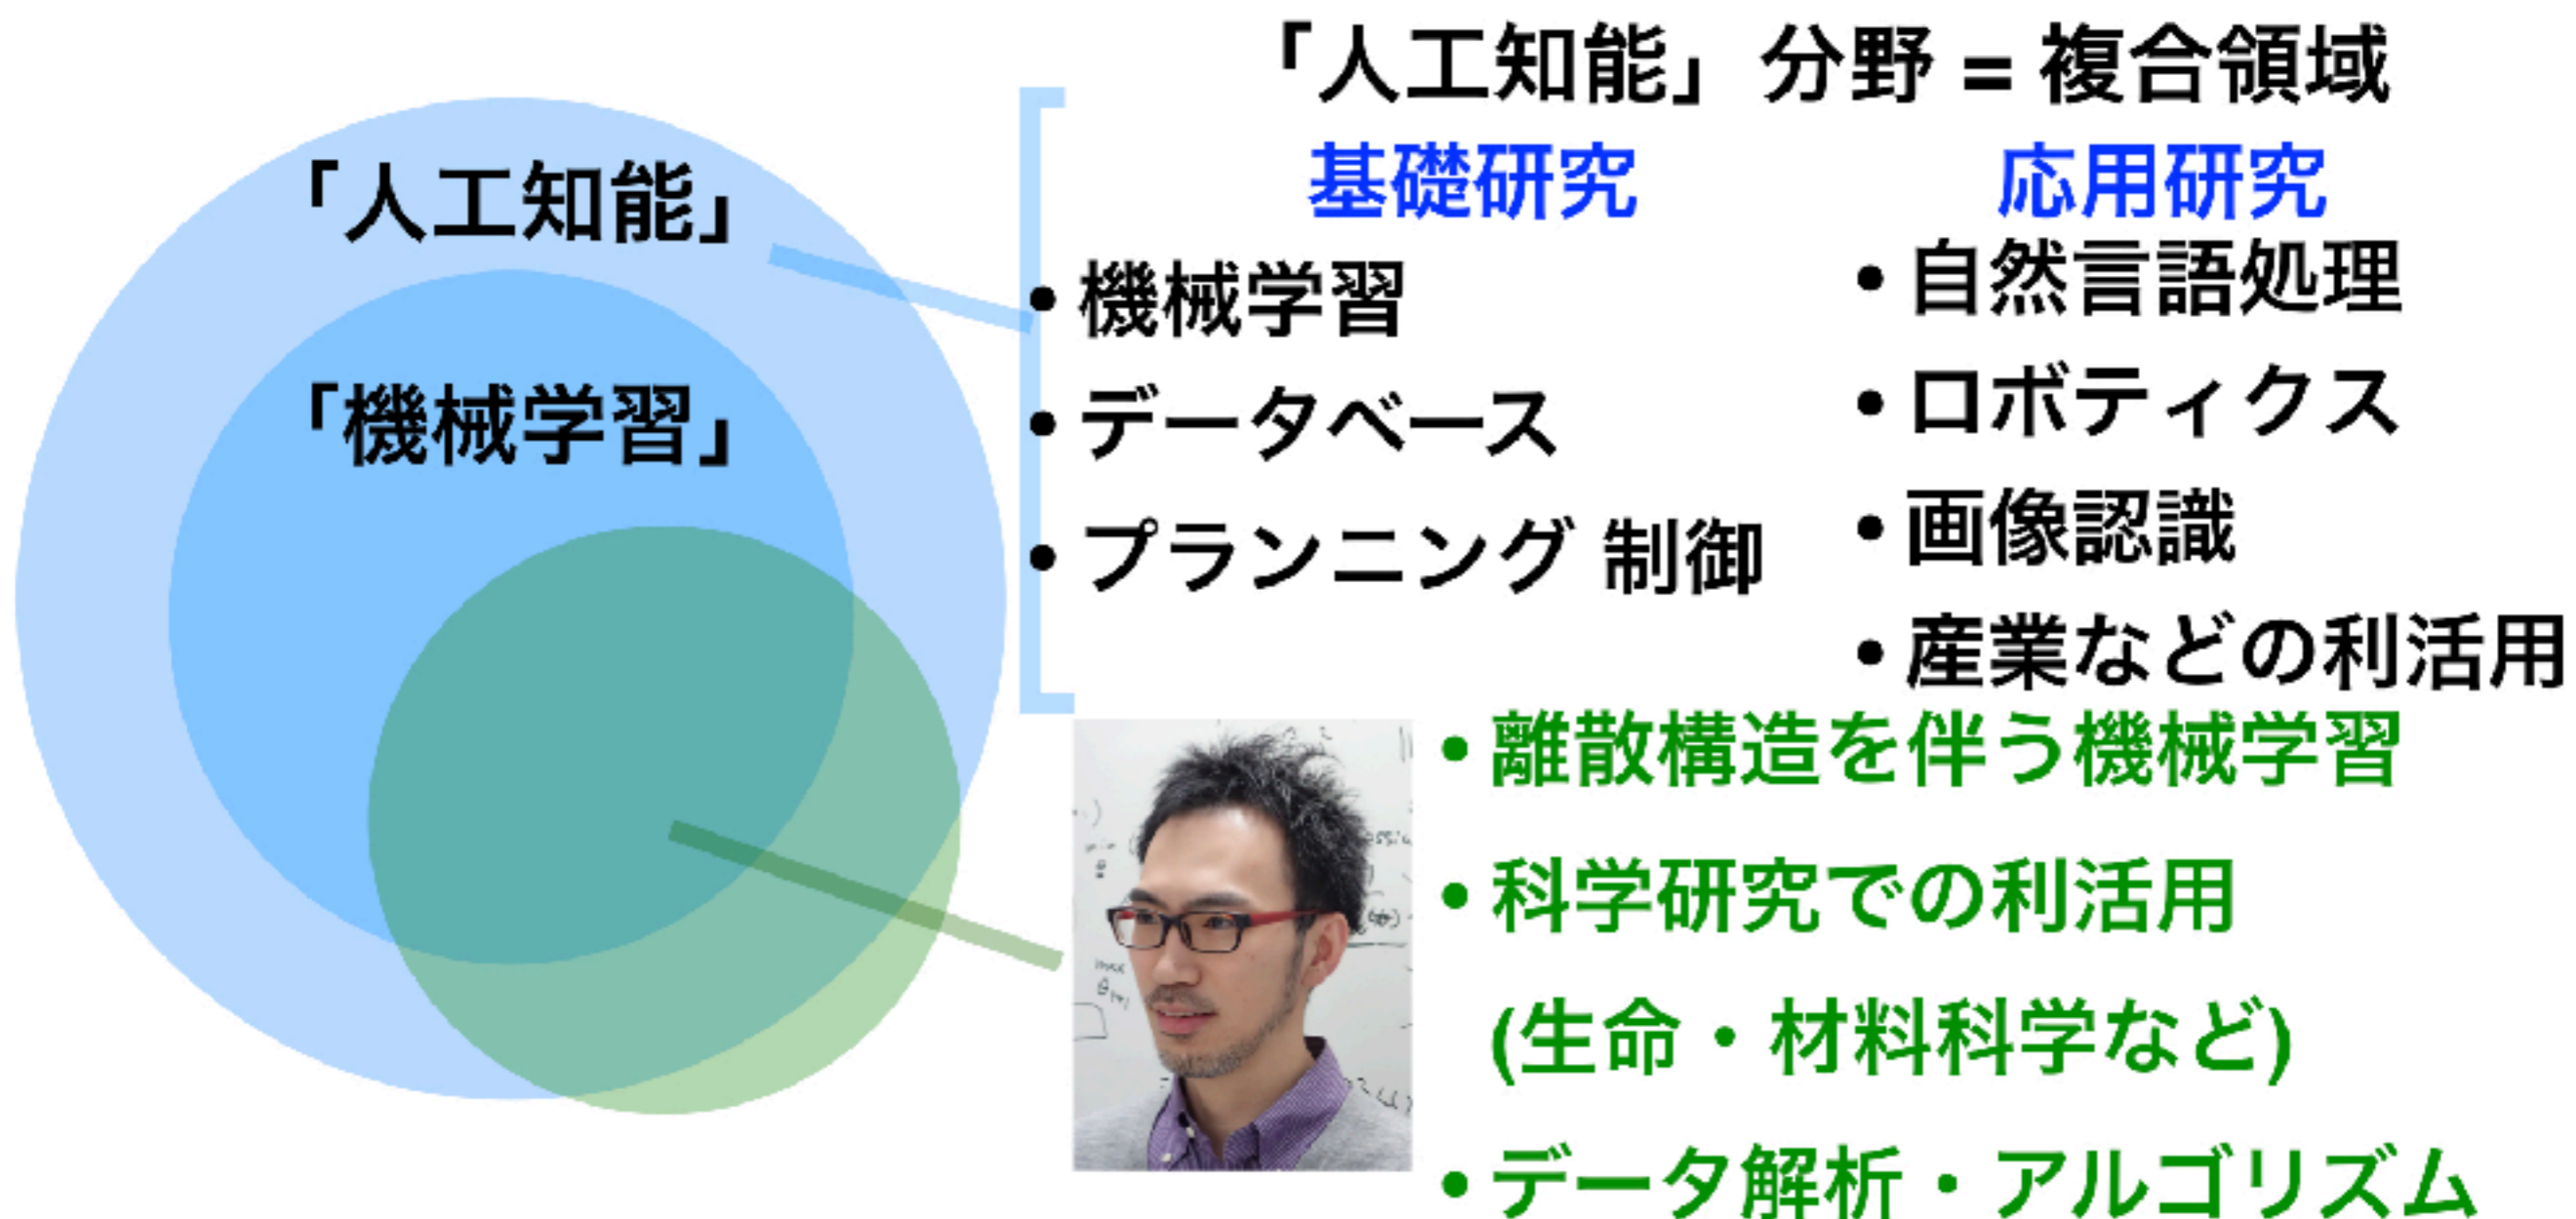 「人工知能」分野 = 複合領域
「人工知能」
「機械学習」
基礎研究
• 機械学習
• データベース
• プランニング 制御
応用研究
• 自然言語処理
• ロボティクス
• 画像認識
• 産業などの利活用
• 離散構造を伴う機械学習
• 科学研究での利活用
(生命・材料科学など)
• データ解析・アルゴリズム